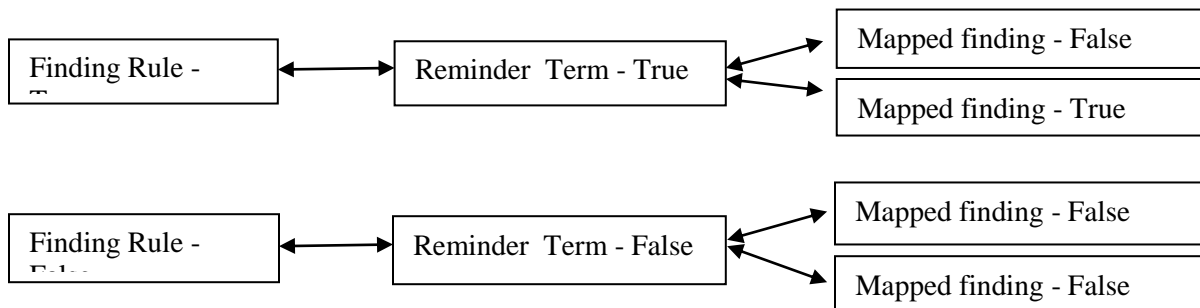 Mapped finding - False
Finding Rule -
Reminder  Term - True
Mapped finding - True
Mapped finding - False
Finding Rule -
Reminder  Term - False
Mapped finding - False